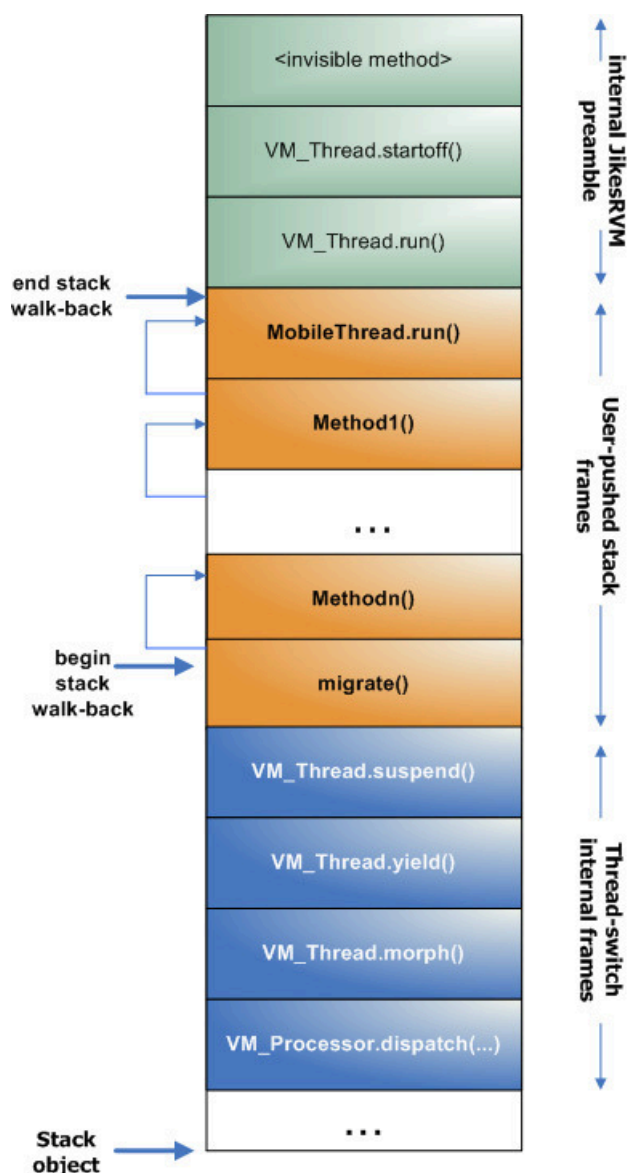 <invisible method>
VM_Thread.startoff()
VM_Thread.run()
internal JikesRVM
preamble
end stack
walk-back
MobileThread.run()
Method1()
...
Methodn()
User-pushed stack
frames
begin
stack
walk-back
migrate()
VM_Thread.suspend()
VM_Thread.yield()
VM_Thread.morph()
VM_Processor.dispatch(...)
Thread-switch
internal frames
...
Stack
object